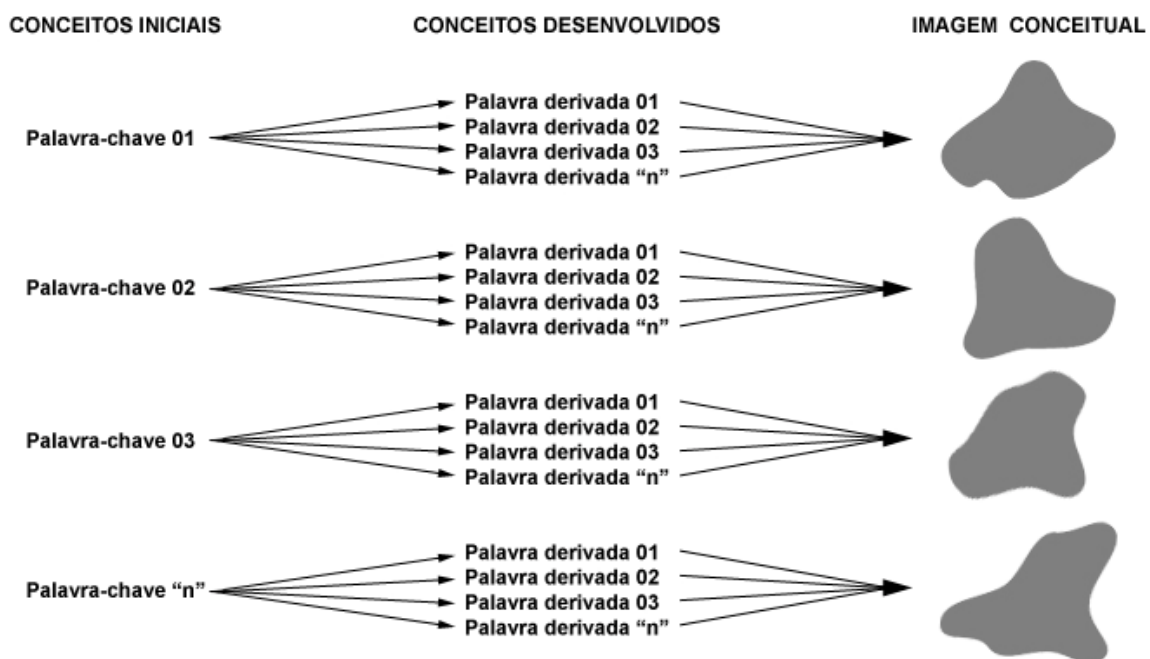 CONCEITOS INICIAIS CONCEITOS DESENVOLVIDOS IMAGEM CONCEITUAL
Palavra-chave 01
Palavra derivada 01
Palavra derivada 02
Palavra derivada 03
Palavra derivada “n”
Palavra-chave 02
Palavra derivada 01
Palavra derivada 02
Palavra derivada 03
Palavra derivada “n”
Palavra-chave 03
Palavra derivada 01
Palavra derivada 02
Palavra derivada 03
Palavra derivada “n”
Palavra-chave “n”
Palavra derivada 01
Palavra derivada 02
Palavra derivada 03
Palavra derivada “n”